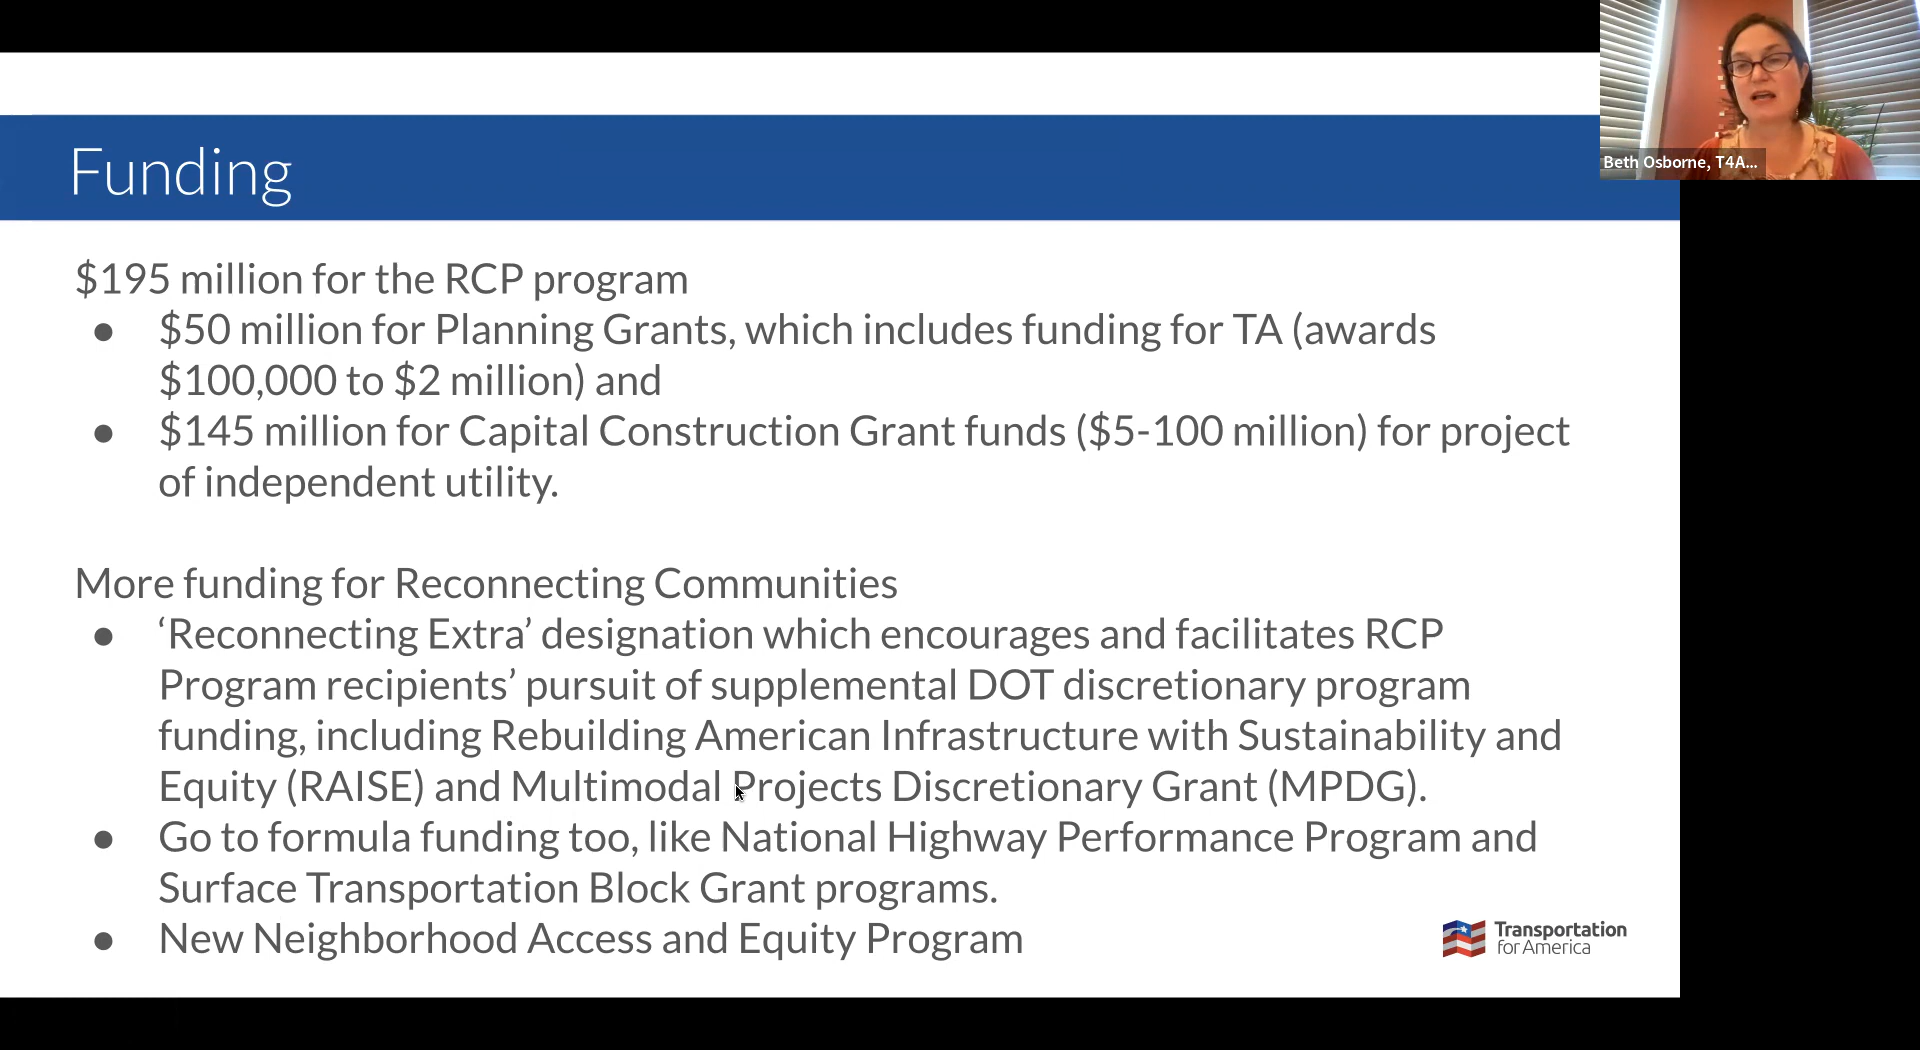 Funding
Beth Osborne, T4A...
$195 million for the RCP program
● $50 million for Planning Grants, which includes funding for TA (awards
$100,000 to $2 million) and
● $145 million for Capital Construction Grant funds ($5-100 million) for project
of independent utility.
More funding for Reconnecting Communities
● ‘Reconnecting Extra’ designation which encourages and facilitates RCP
Program recipients’ pursuit of supplemental DOT discretionary program
funding, including Rebuilding American Infrastructure with Sustainability and
Equity (RAISE) and Multimodal Projects Discretionary Grant (MPDG).
● Go to formula funding too, like National Highway Performance Program and
Surface Transportation Block Grant programs.
● New Neighborhood Access and Equity Program
Transportation
for America